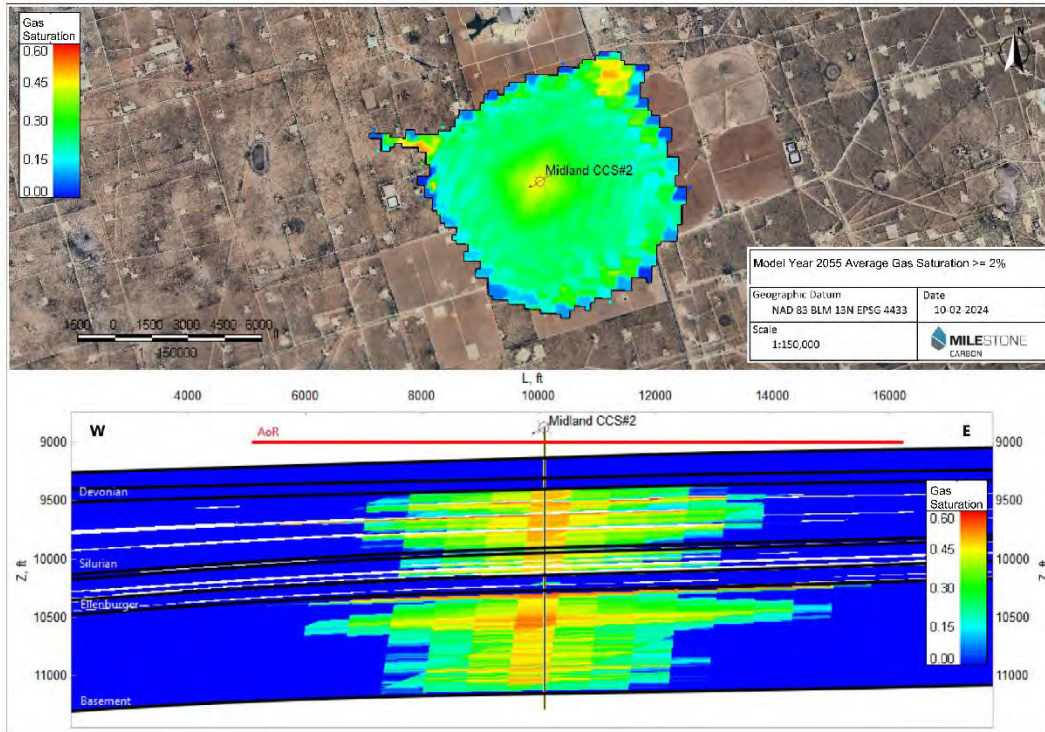 Gas
Saturation
0.60
0.45
0.30
0.15
0.00
N
Midland CCS#2
Model Year 2055 Average Gas Saturation >= 2%
Geographic Datum
NAD 83 BLM 13N EPSG 4433
Date
10-02-2024
Scale
1:150,000
MILESTONE
CARBON
1500 0 1500 3000 4500 6000
ft
1 150000
L, ft
4000 6000 8000 10000 12000 14000 16000
Midland CCS#2
W
AoR
E
9000
9500
10000
10500
11000
Z, ft
Devonian
Silurian
Ellenburger
Basement
Gas
Saturation
0.60
0.45
0.30
0.15
0.00
9000
9500
10000
10500
11000